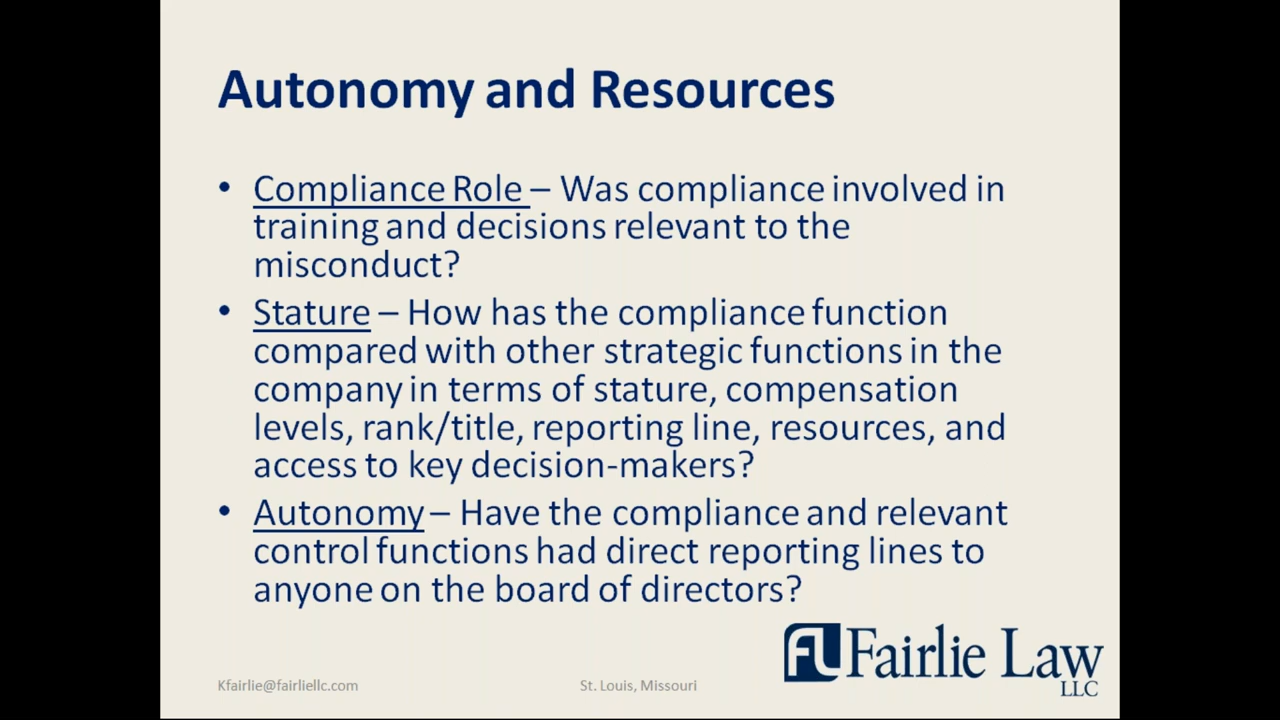 Autonomy and Resources
• Compliance Role – Was compliance involved in
training and decisions relevant to the
misconduct?
• Stature – How has the compliance function
compared with other strategic functions in the
company in terms of stature, compensation
levels, rank/title, reporting line, resources, and
access to key decision-makers?
• Autonomy – Have the compliance and relevant
control functions had direct reporting lines to
anyone on the board of directors?
FL Fairlie Law
LLC
Kfairlie@fairliellc.com
St. Louis, Missouri